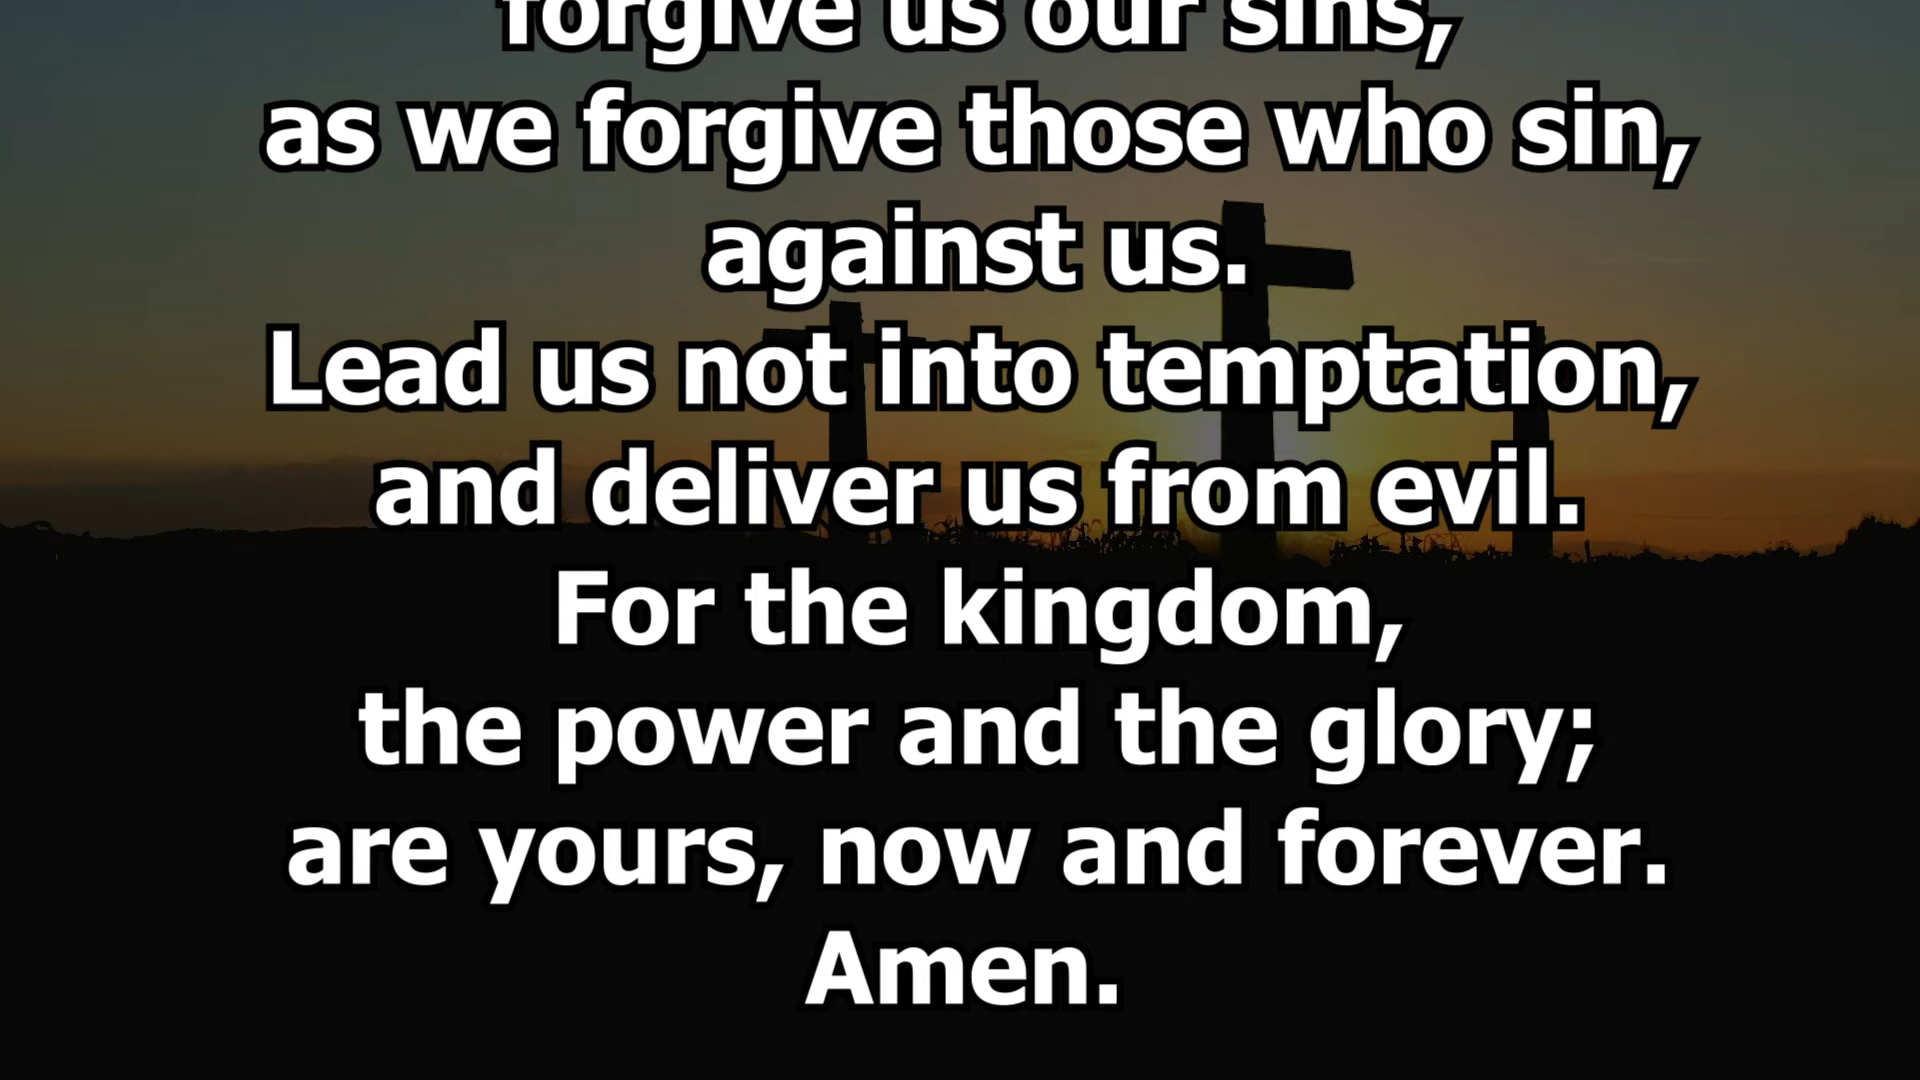 forgive us our sins,
as we forgive those who sin,
against us.
Lead us not into temptation,
and deliver us from evil.
For the kingdom,
the power and the glory;
are yours, now and forever.
Amen.